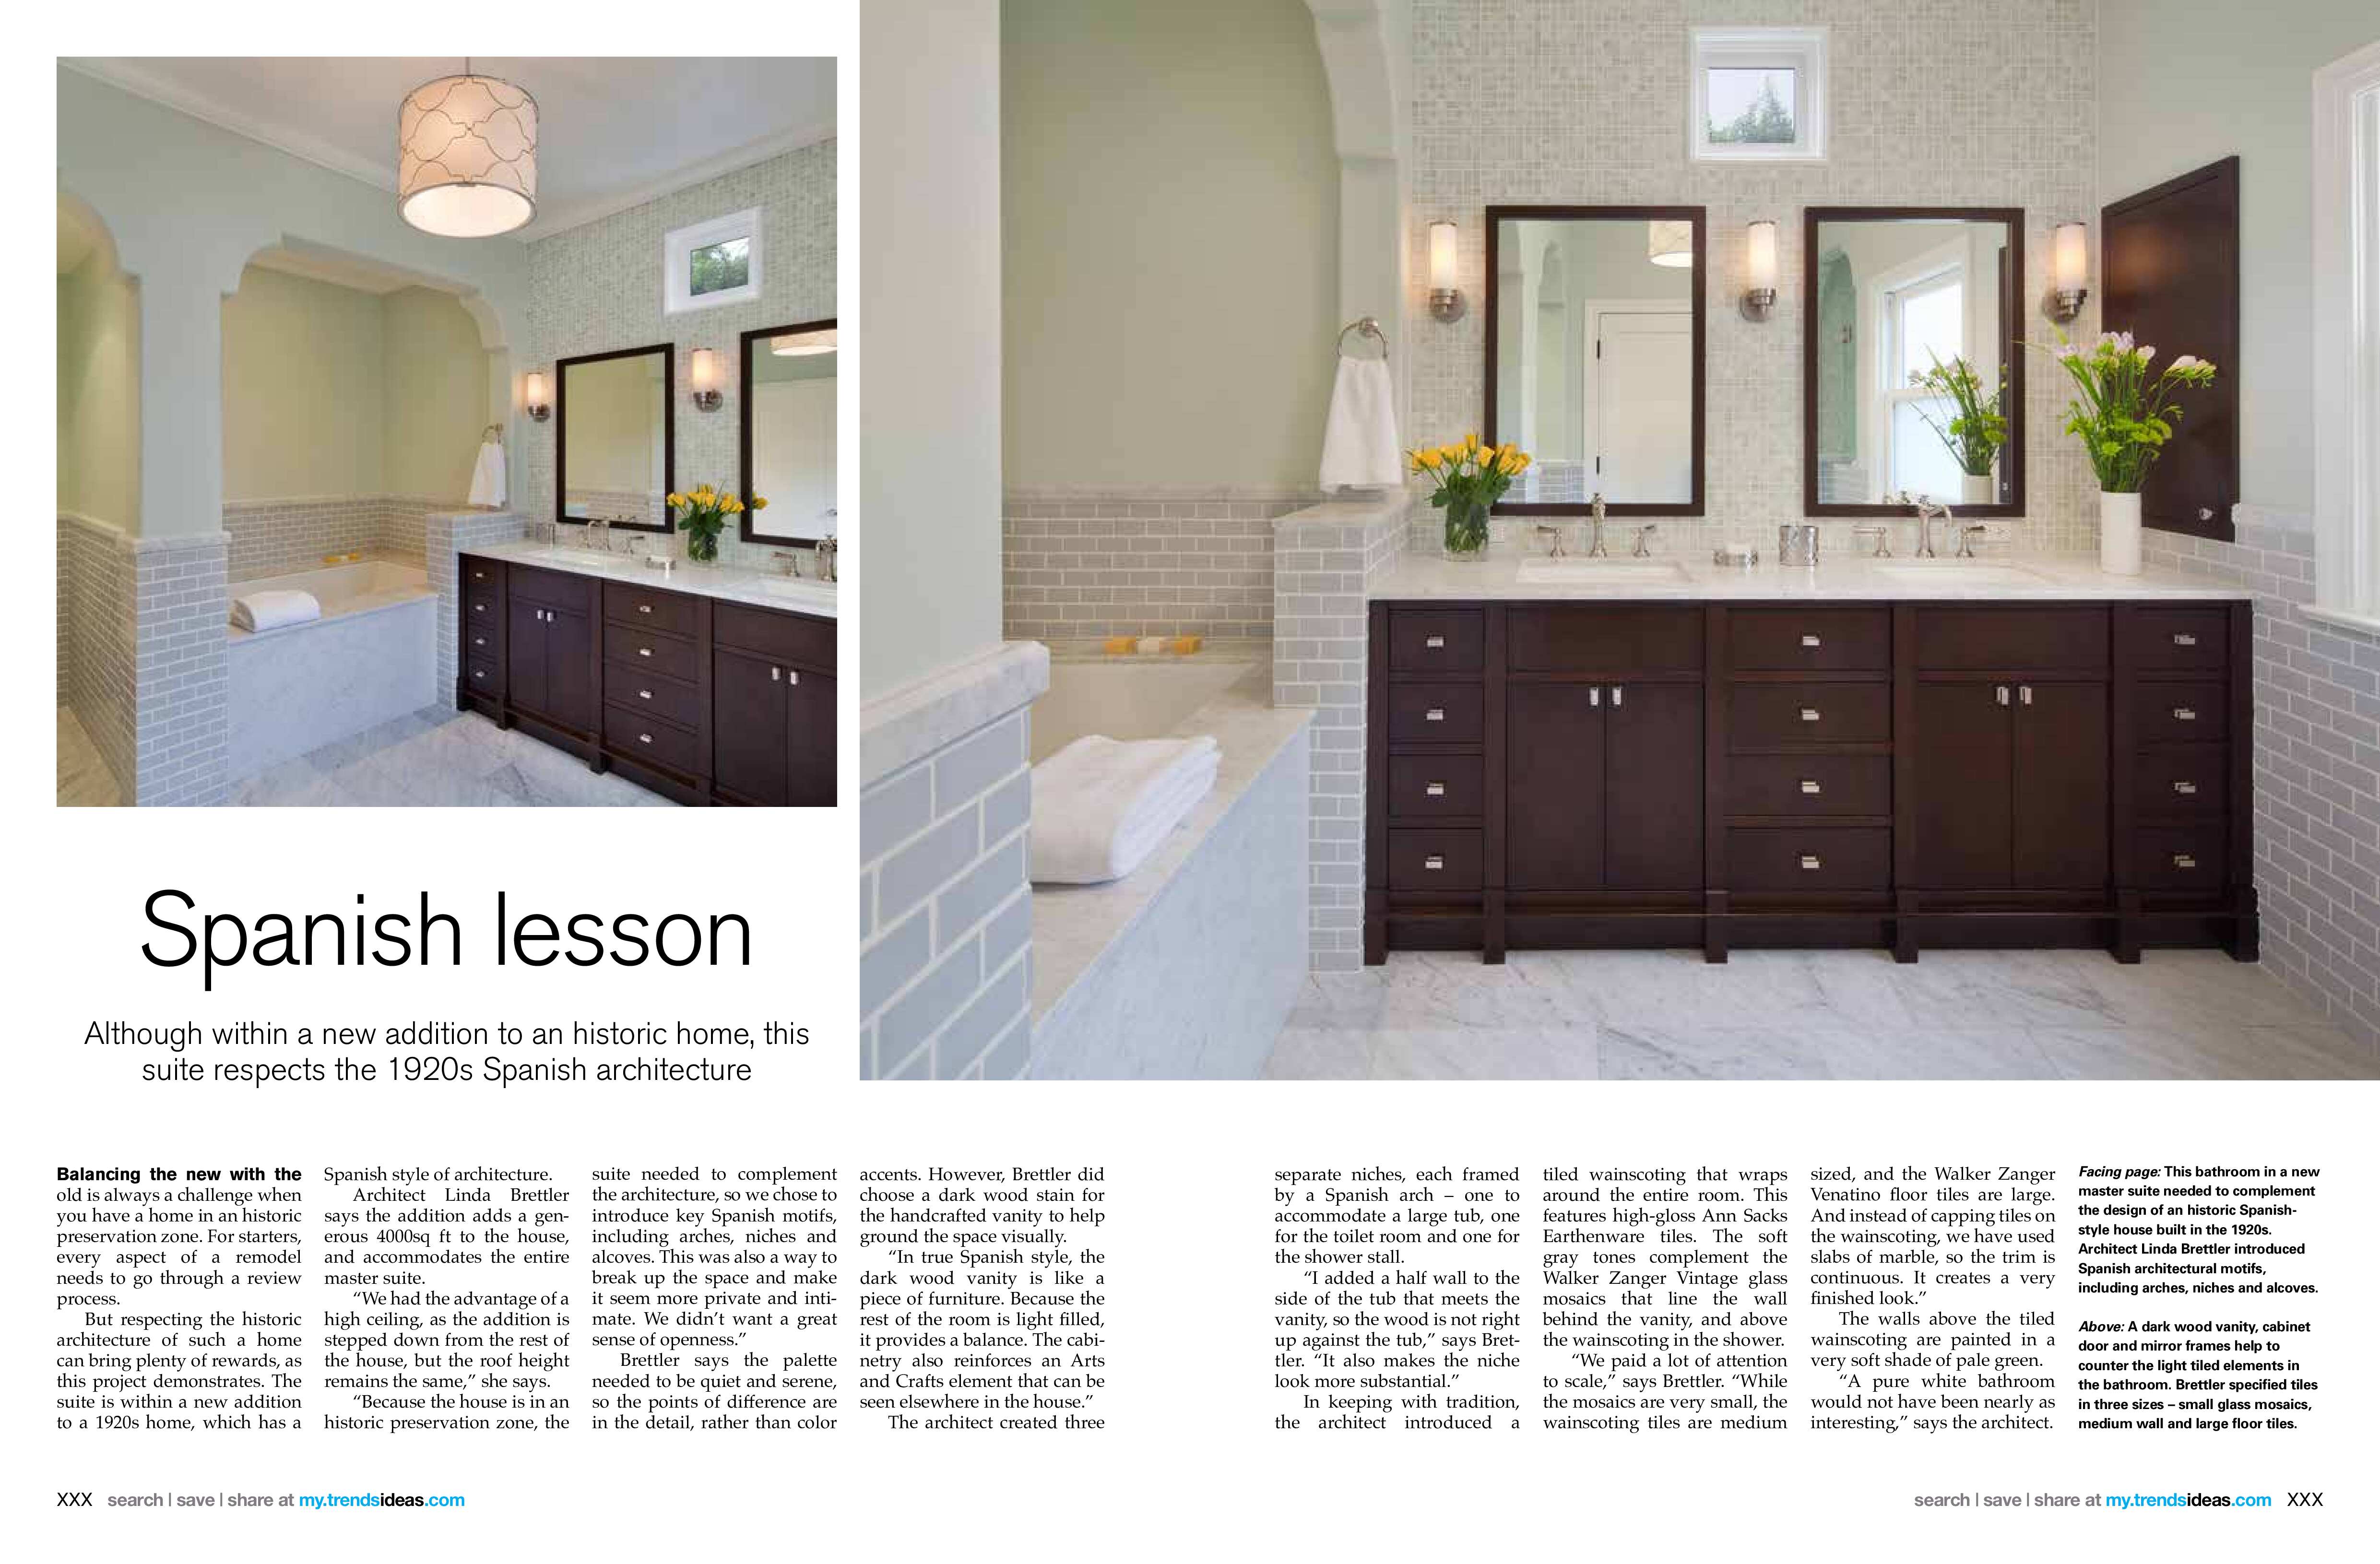 Spanish lesson
Although within a new addition to an historic home, this
suite respects the 1920s Spanish architecture
Balancing the new with the
old is always a challenge when
you have a home in an historic
preservation zone. For starters,
every aspect of a remodel
needs to go through a review
process.
But respecting the historic
architecture of such a home
can bring plenty of rewards, as
this project demonstrates. The
suite is within a new addition
to a 1920s home, which has a
Spanish style of architecture.
Architect Linda Brettler
says the addition adds a gen-
erous 4000sq ft to the house,
and accommodates the entire
master suite.
“We had the advantage of a
high ceiling, as the addition is
stepped down from the rest of
the house, but the roof height
remains the same,” she says.
“Because the house is in an
historic preservation zone, the
suite needed to complement
the architecture, so we chose to
introduce key Spanish motifs,
including arches, niches and
alcoves. This was also a way to
break up the space and make
it seem more private and inti-
mate. We didn’t want a great
sense of openness.”
Brettler says the palette
needed to be quiet and serene,
so the points of difference are
in the detail, rather than color
accents. However, Brettler did
choose a dark wood stain for
the handcrafted vanity to help
ground the space visually.
“In true Spanish style, the
dark wood vanity is like a
piece of furniture. Because the
rest of the room is light filled,
it provides a balance. The cabi-
netry also reinforces an Arts
and Crafts element that can be
seen elsewhere in the house.”
The architect created three
separate niches, each framed
by a Spanish arch – one to
accommodate a large tub, one
for the toilet room and one for
the shower stall.
“I added a half wall to the
side of the tub that meets the
vanity, so the wood is not right
up against the tub,” says Bret-
tler. “It also makes the niche
look more substantial.”
In keeping with tradition,
the architect introduced a
tiled wainscoting that wraps
around the entire room. This
features high-gloss Ann Sacks
Earthenware tiles. The soft
gray tones complement the
Walker Zanger Vintage glass
mosaics that line the wall
behind the vanity, and above
the wainscoting in the shower.
“We paid a lot of attention
to scale,” says Brettler. “While
the mosaics are very small, the
wainscoting tiles are medium
sized, and the Walker Zanger
Venatino floor tiles are large.
And instead of capping tiles on
the wainscoting, we have used
slabs of marble, so the trim is
continuous. It creates a very
finished look.”
The walls above the tiled
wainscoting are painted in a
very soft shade of pale green.
“A pure white bathroom
would not have been nearly as
interesting,” says the architect.
Facing page: This bathroom in a new
master suite needed to complement
the design of an historic Spanish-
style house built in the 1920s.
Architect Linda Brettler introduced
Spanish architectural motifs,
including arches, niches and alcoves.
Above: A dark wood vanity, cabinet
door and mirror frames help to
counter the light tiled elements in
the bathroom. Brettler specified tiles
in three sizes – small glass mosaics,
medium wall and large floor tiles.
XXX search | save | share at my.trendsideas.com
search | save | share at my.trendsideas.com XXX